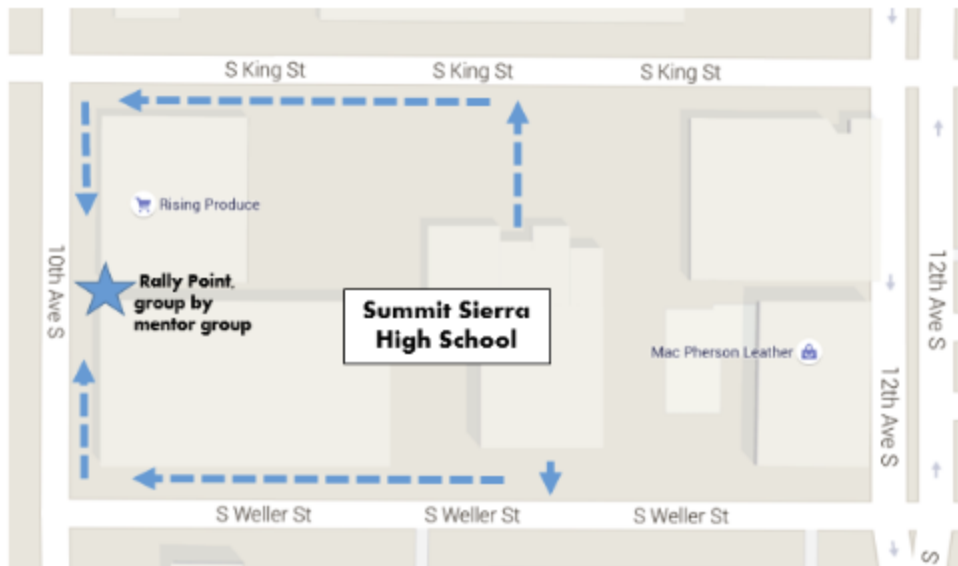 S King St
S King St
S King St
Rising Produce
10th Ave S
Rally Point,
group by
mentor group
Summit Sierra
High School
Mac Pherson Leather
12th Ave S
12th Ave S
S Weller St
S Weller St
S Weller St
S